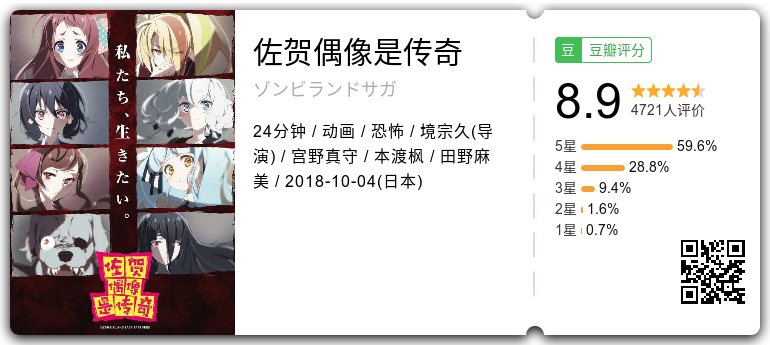 私たち、生きたい。
佐贺
偶像
是传奇
佐贺偶像是传奇
ゾンビランドサガ
24分钟 / 动画 / 恐怖 / 境宗久(导
演) / 宫野真守 / 本渡枫 / 田野麻
美 / 2018-10-04(日本)
豆 豆瓣评分
8.9
4721人评价
5星 59.6%
4星 28.8%
3星 9.4%
2星 1.6%
1星 0.7%